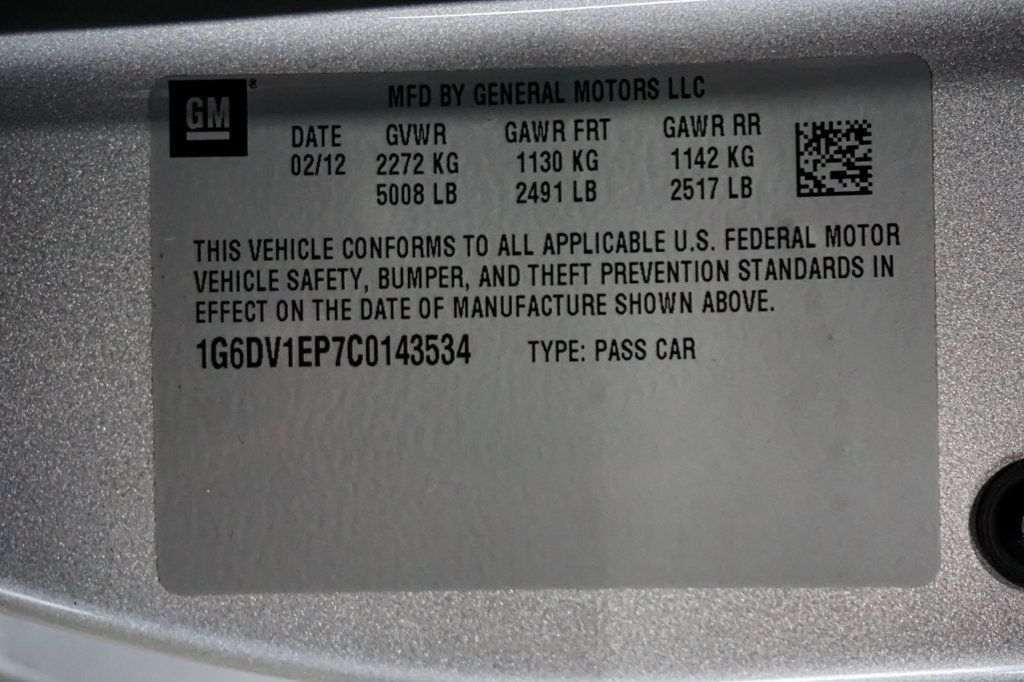 GM®
MFD BY GENERAL MOTORS LLC
DATE GVWR GAWR FRT GAWR RR
02/12 2272 KG 1130 KG 1142 KG
5008 LB 2491 LB 2517 LB
THIS VEHICLE CONFORMS TO ALL APPLICABLE U.S. FEDERAL MOTOR
VEHICLE SAFETY, BUMPER, AND THEFT PREVENTION STANDARDS IN
EFFECT ON THE DATE OF MANUFACTURE SHOWN ABOVE.
1G6DV1EP7C0143534 TYPE: PASS CAR